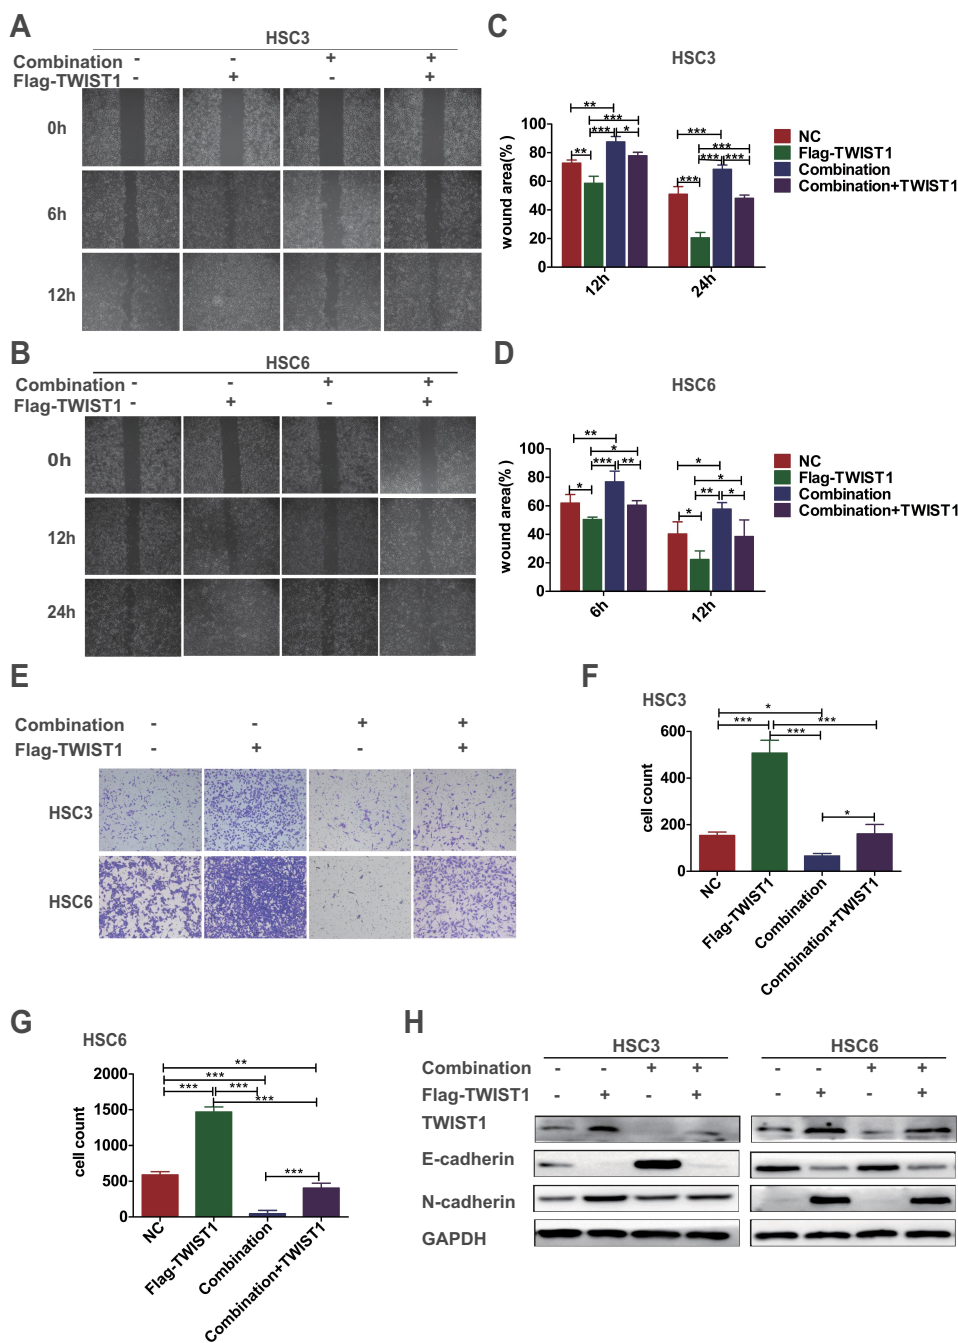 A
HSC3
Combination - - + +
Flag-TWIST1 - + - +
0h
6h
12h
B
HSC6
Combination - - + +
Flag-TWIST1 - + - +
0h
12h
24h
C
HSC3
wound area(%)
100
80
60
40
20
0
** *** *** * **
*** *** *** *** ***
12h 24h
NC
Flag-TWIST1
Combination
Combination+TWIST1
D
HSC6
wound area(%)
100
80
60
40
20
0
** * *** ** *
* * ** * *
6h 12h
NC
Flag-TWIST1
Combination
Combination+TWIST1
E
Combination - - + +
Flag-TWIST1 - + - +
HSC3
HSC6
F
HSC3
cell count
600
400
200
0
* *** *** *** *
NC Flag-TWIST1 Combination Combination+TWIST1
G
HSC6
cell count
2000
1500
1000
500
0
** *** *** *** *** ***
NC Flag-TWIST1 Combination Combination+TWIST1
H
HSC3 HSC6
Combination - - + + - - + +
Flag-TWIST1 - + - + - + - +
TWIST1
E-cadherin
N-cadherin
GAPDH